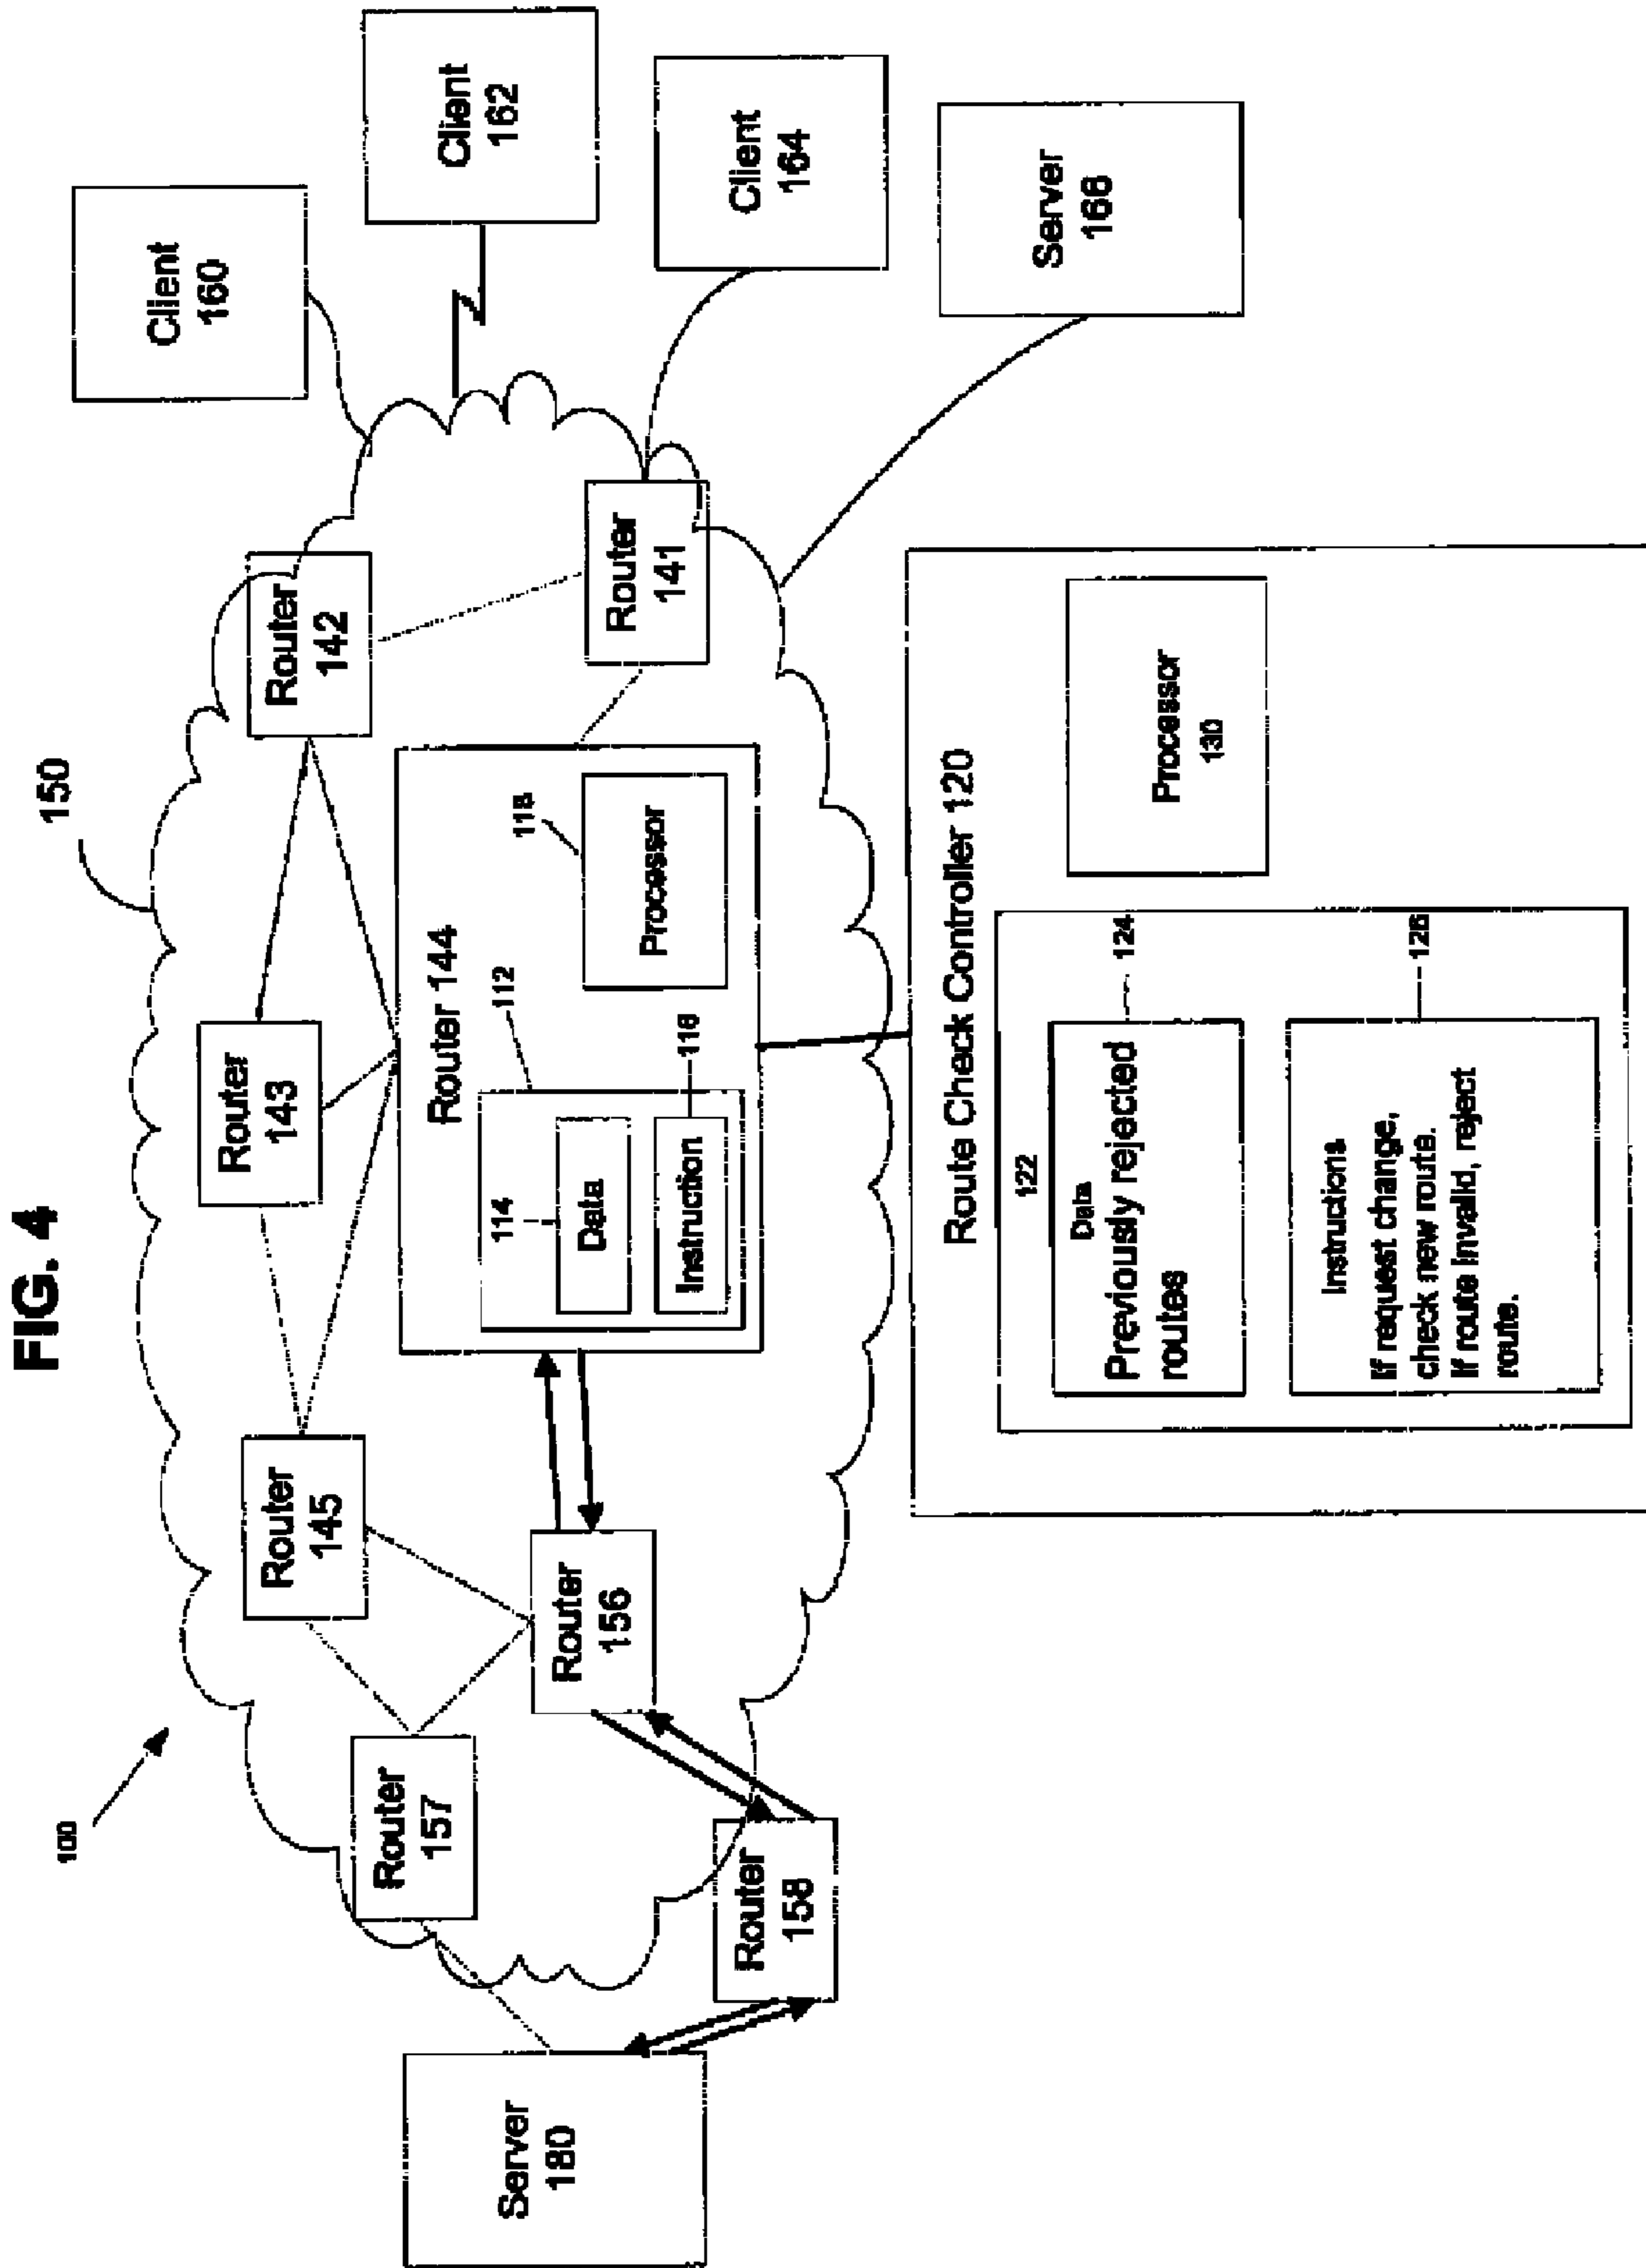 FIG. 4
100
150
Server
180
Router
157
Router
158
Router
145
Router
156
Router
143
Router
142
Router
141
Router 144
112
114
Data
116
Instruction
118
Processor
Client
160
Client
162
Client
164
Server
166
Route Check Controller 120
122
Data
Previously rejected
routes
124
Instructions
If request change,
check new route.
If route invalid, reject
route.
126
Processor
130